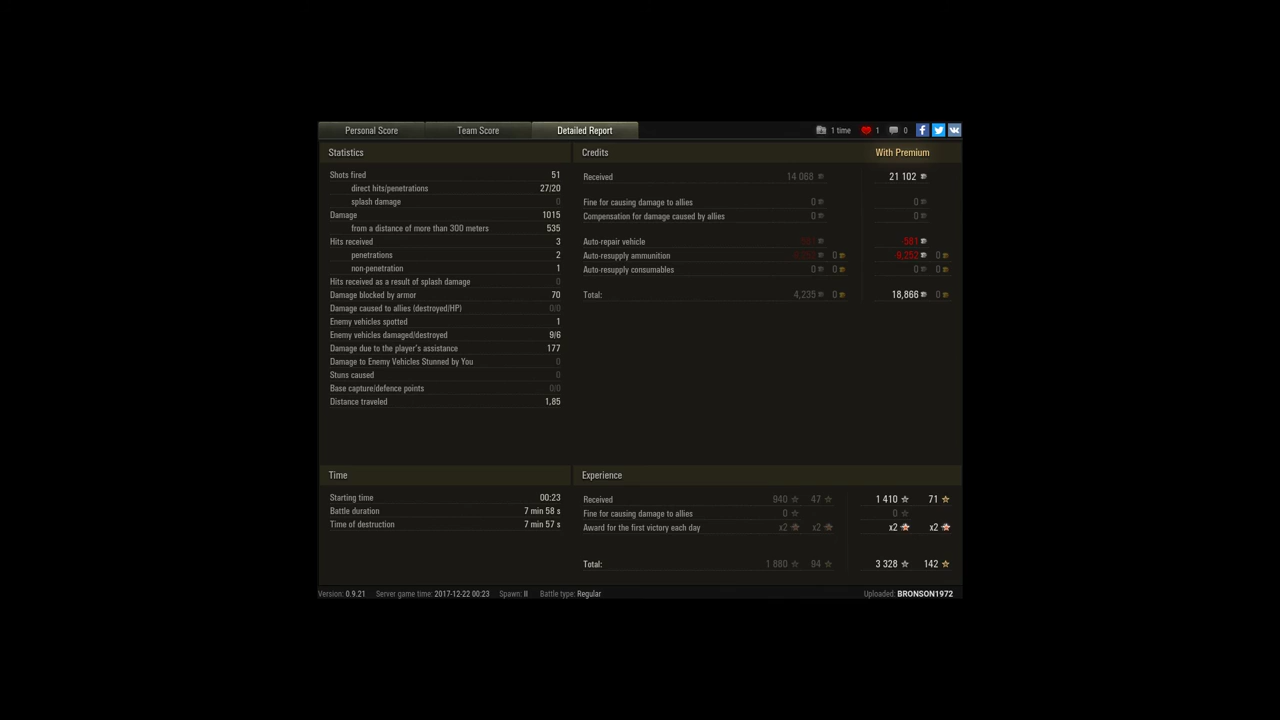 Personal Score Team Score Detailed Report 1 time 1 0
Statistics
Shots fired 51
direct hits/penetrations 27/20
splash damage 0
Damage 1015
from a distance of more than 300 meters 535
Hits received 3
penetrations 2
non-penetration 1
Hits received as a result of splash damage 0
Damage blocked by armor 70
Damage caused to allies (destroyed/HP) 0/0
Enemy vehicles spotted 1
Enemy vehicles damaged/destroyed 9/6
Damage due to the player's assistance 177
Damage to Enemy Vehicles Stunned by You 0
Stuns caused 0
Base capture/defence points 0/0
Distance traveled 1,85
Credits With Premium
Received 14 068 21 102
Fine for causing damage to allies 0 0
Compensation for damage caused by allies 0 0
Auto-repair vehicle 581
Auto-resupply ammunition 0 -9,252 0
Auto-resupply consumables 0 0 0 0
Total: 4,235 0 18,866 0
Time
Starting time 00:23
Battle duration 7 min 58 s
Time of destruction 7 min 57 s
Experience
Received 940 47 1 410 71
Fine for causing damage to allies 0 0
Award for the first victory each day x2 x2 x2 x2
Total: 1 880 94 3 328 142
Version: 0.9.21 Server game time: 2017-12-22 00:23 Spawn: II Battle type: Regular Uploaded: BRONSON1972